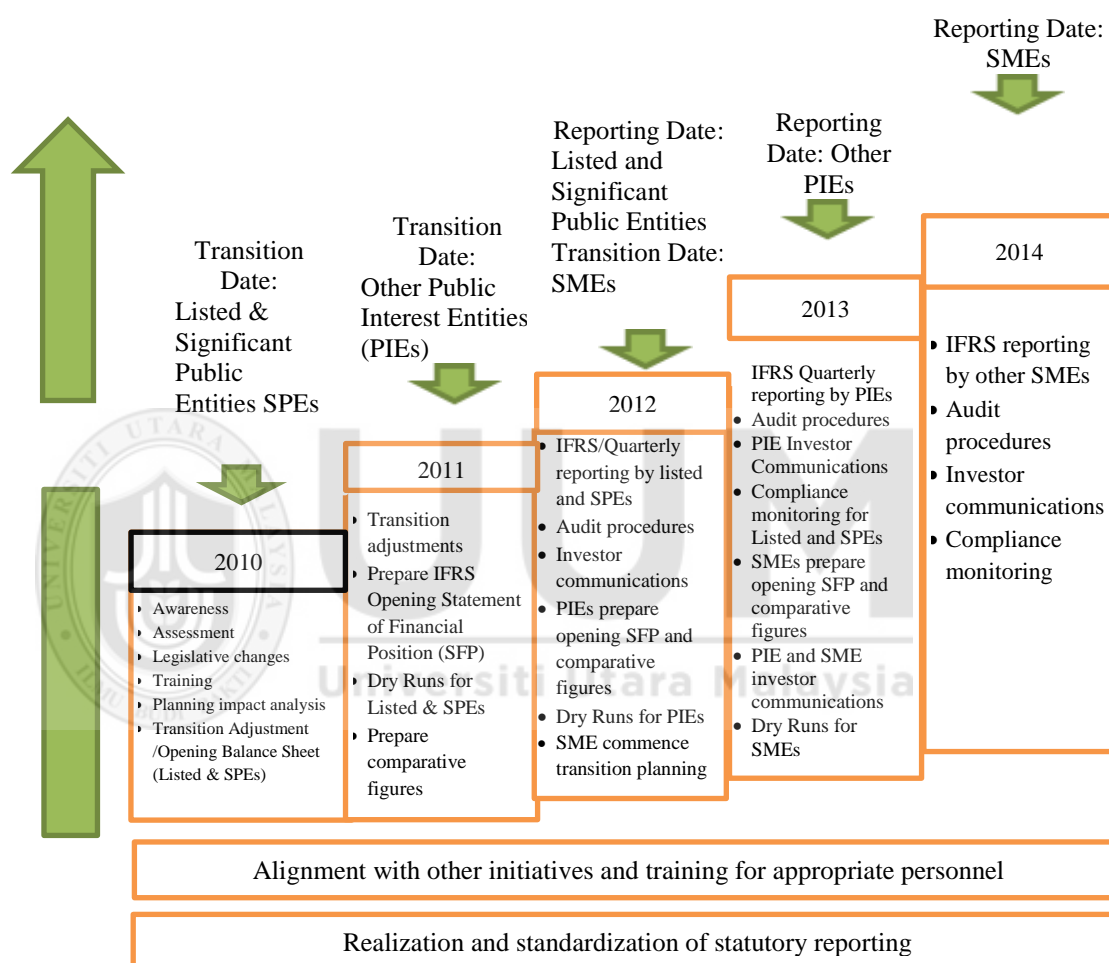 Reporting Date:
SMEs
Reporting Date:
Listed and
Significant
Public Entities
Transition Date:
SMEs
Reporting
Date: Other
PIEs
Transition
Date:
Listed &
Significant
Public
Entities SPEs
Transition
Date:
Other Public
Interest Entities
(PIEs)
2010
Awareness
Assessment
Legislative changes
Training
Planning impact analysis
Transition Adjustment
/Opening Balance Sheet
(Listed & SPEs)
2011
Transition
adjustments
Prepare IFRS
Opening Statement
of Financial
Position (SFP)
Dry Runs for
Listed & SPEs
Prepare
comparative
figures
2012
IFRS/Quarterly
reporting by listed
and SPEs
Audit procedures
Investor
communications
PIEs prepare
opening SFP and
comparative
figures
Dry Runs for PIEs
SME commence
transition planning
2013
IFRS Quarterly
reporting by PIEs
Audit procedures
PIE Investor
Communications
Compliance
monitoring for
Listed and SPEs
SMEs prepare
opening SFP and
comparative
figures
PIE and SME
investor
communications
Dry Runs for
SMEs
2014
IFRS reporting
by other SMEs
Audit
procedures
Investor
communications
Compliance
monitoring
Alignment with other initiatives and training for appropriate personnel
Realization and standardization of statutory reporting
UUM
Universiti Utara Malaysia
UNIVERSITI UTARA MALAYSIA